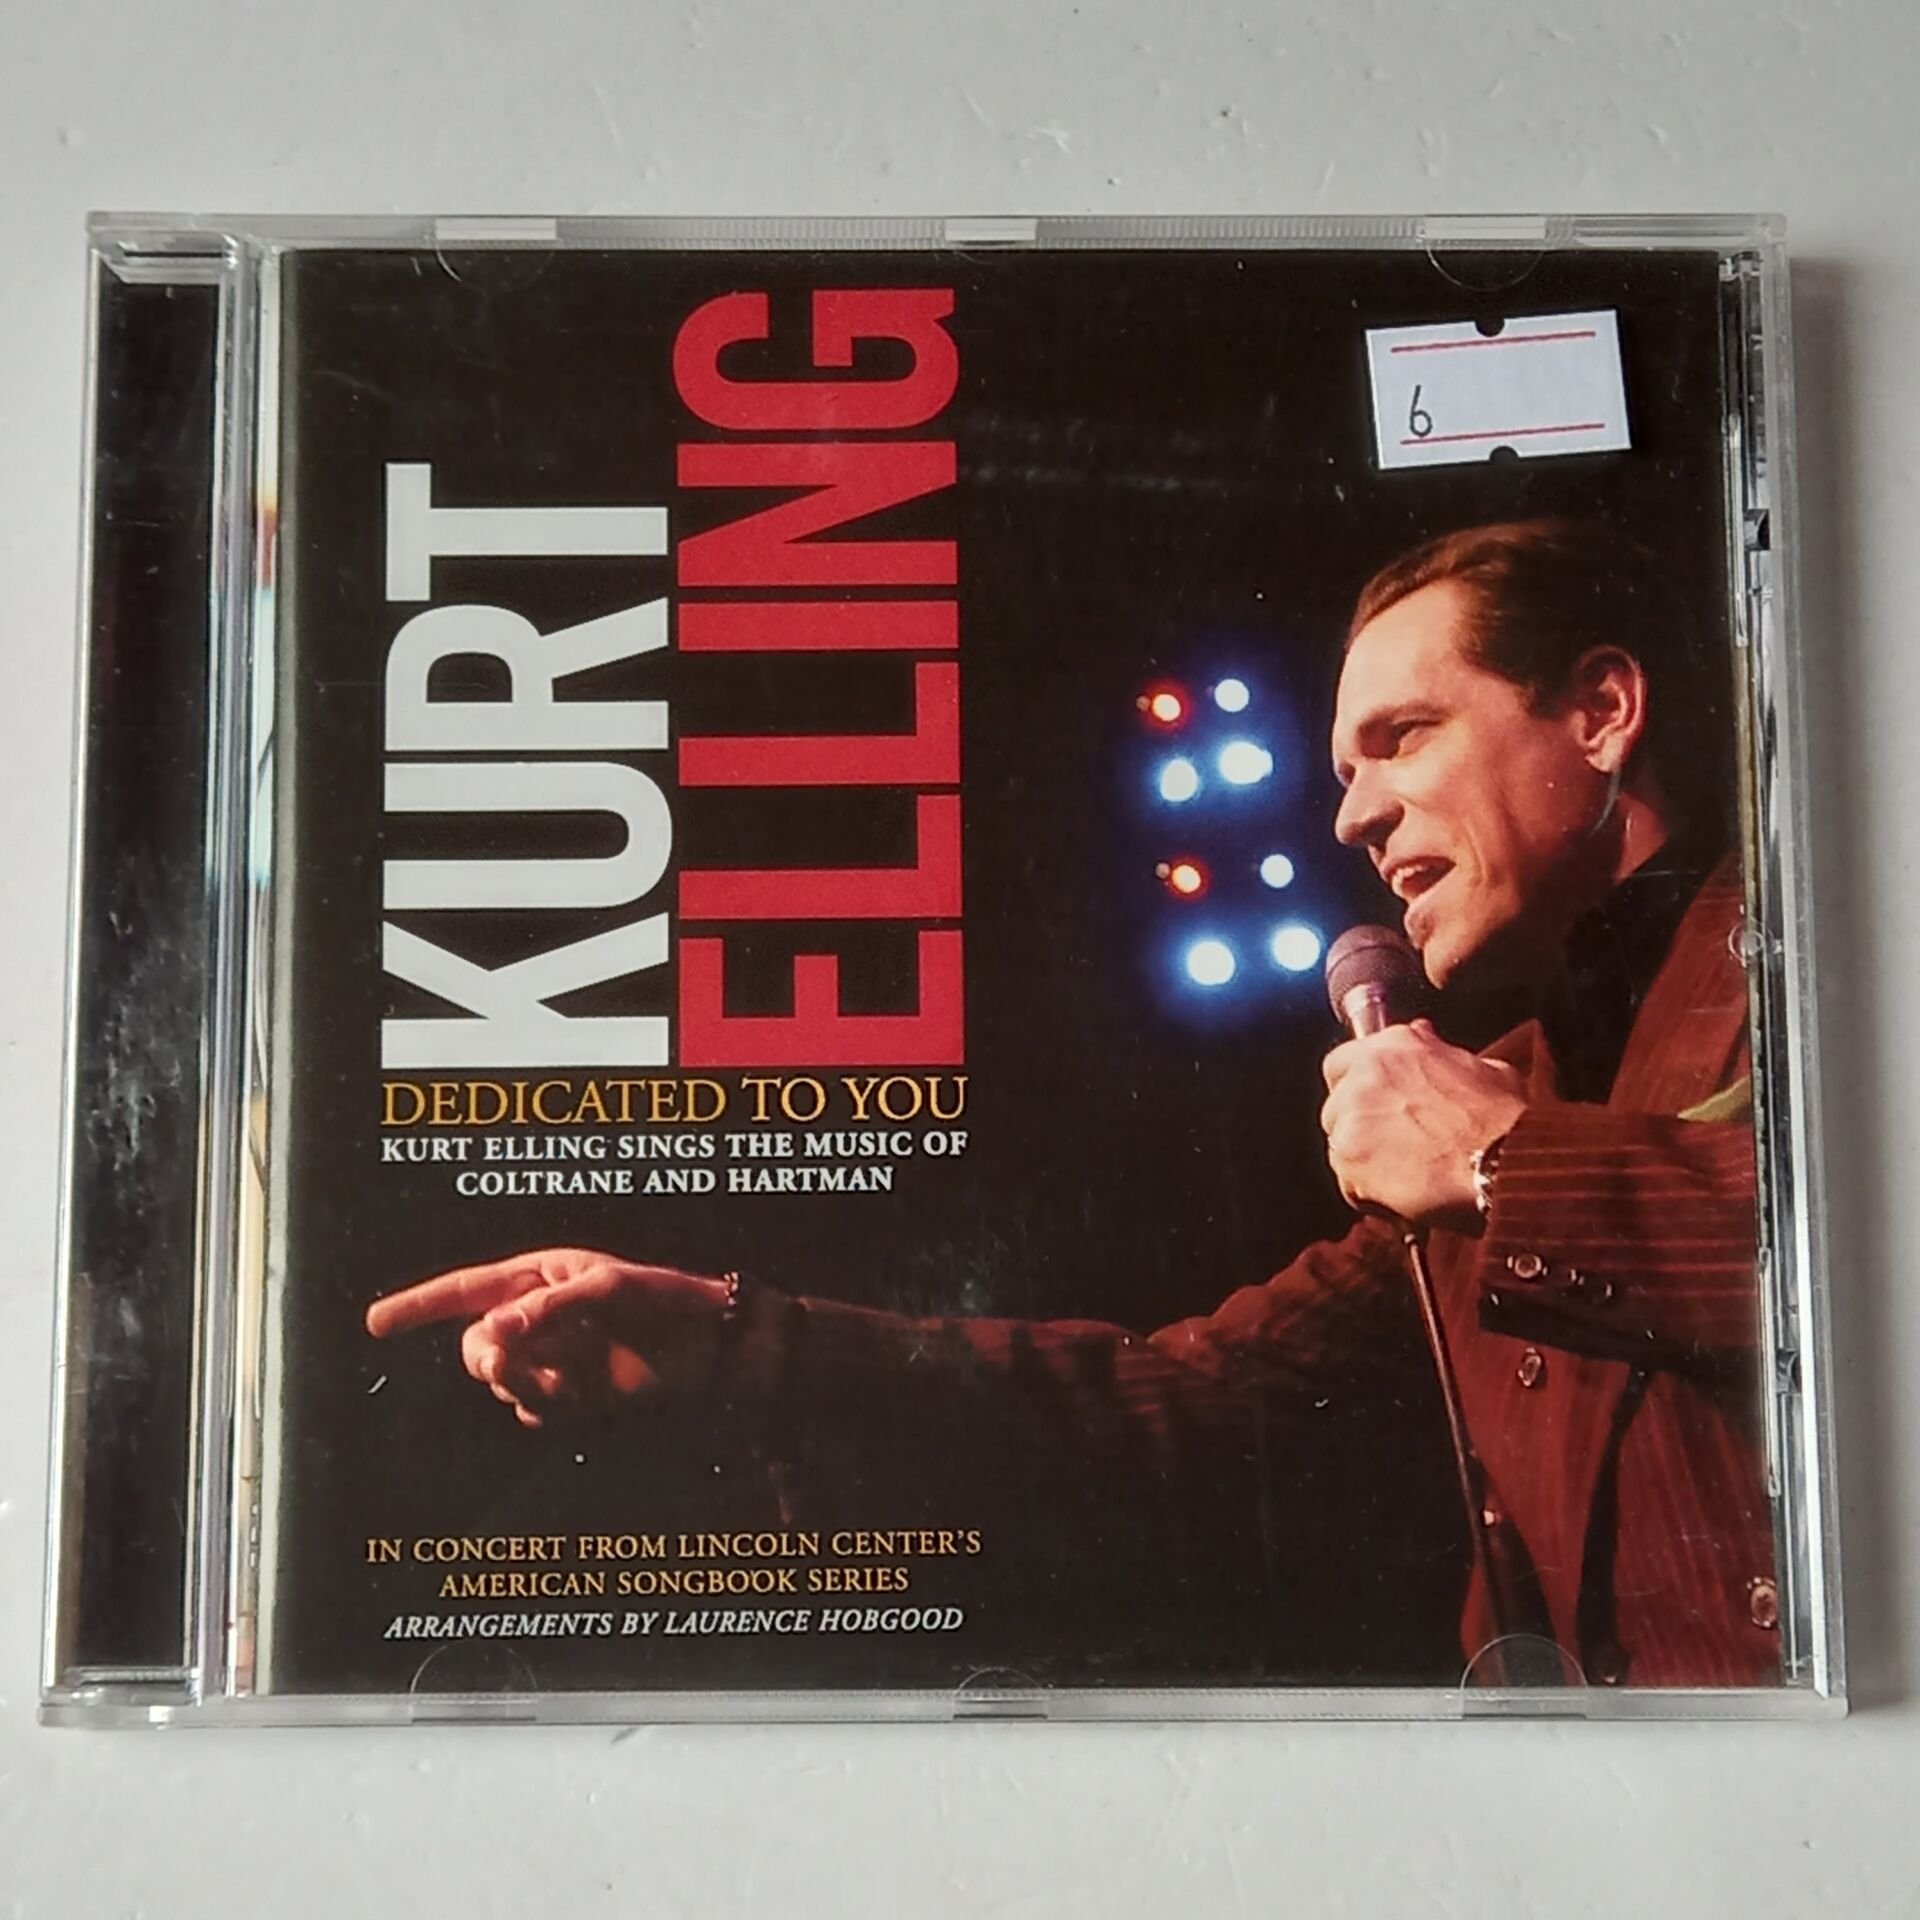 KURT
ELLING
DEDICATED TO YOU
KURT ELLING SINGS THE MUSIC OF
COLTRANE AND HARTMAN
6
IN CONCERT FROM LINCOLN CENTER'S
AMERICAN SONGBOOK SERIES
ARRANGEMENTS BY LAURENCE HOBGOOD